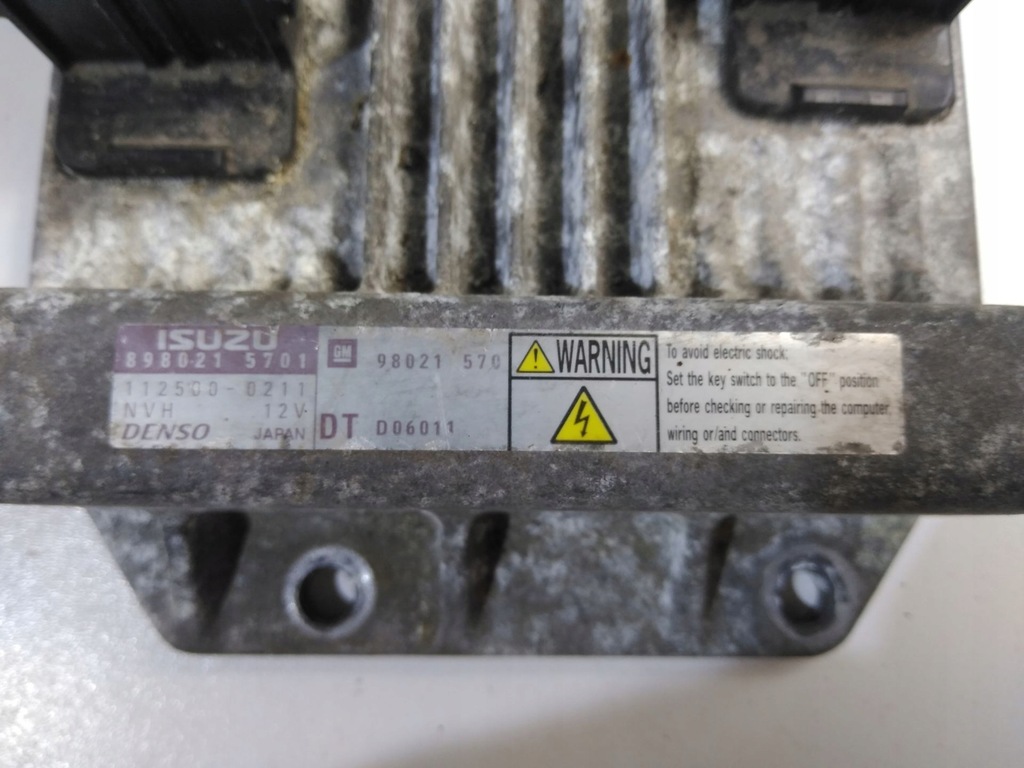 ISUZU
898021 5701
112500-0211
NVH 12V
DENSO JAPAN
GM 98021 570
DT D06011
WARNING
To avoid electric shock:
Set the key switch to the "OFF" position
before checking or repairing the computer,
wiring or/and connectors.